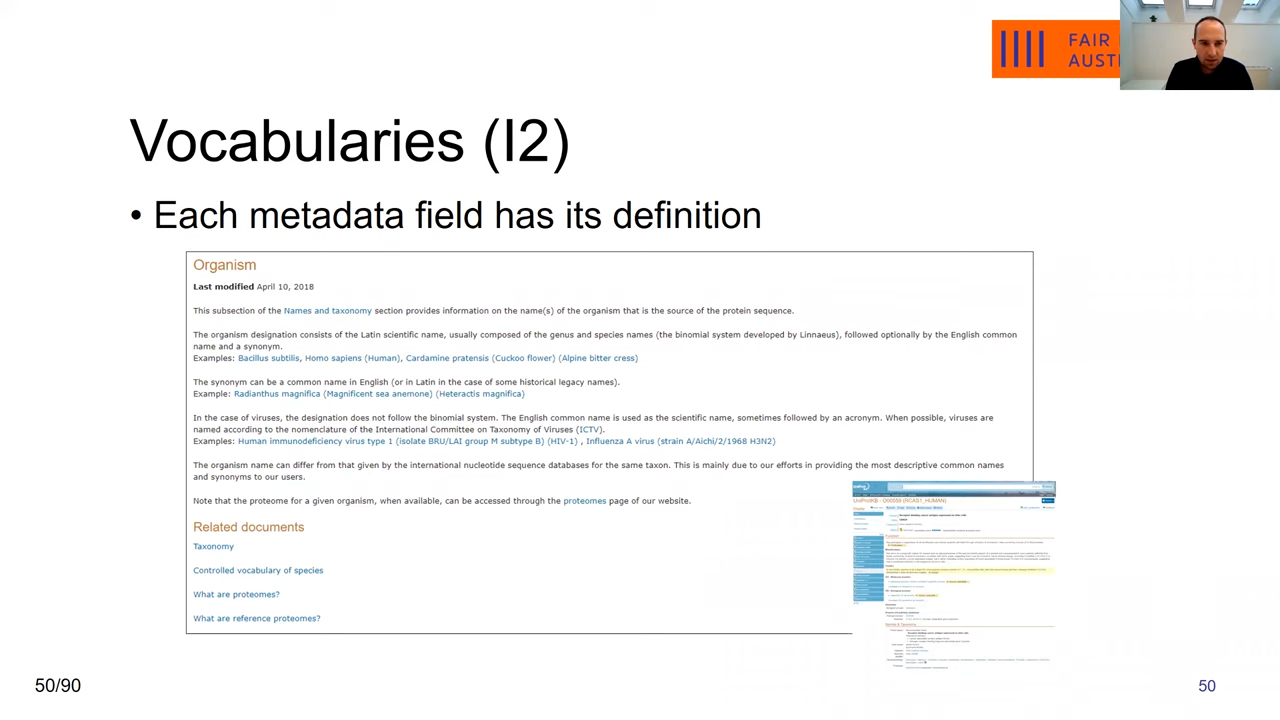 FAIR
AUST
Vocabularies (I2)
• Each metadata field has its definition
Organism
Last modified April 10, 2018
This subsection of the Names and taxonomy section provides information on the name(s) of the organism that is the source of the protein sequence.
The organism designation consists of the Latin scientific name, usually composed of the genus and species names (the binomial system developed by Linnaeus), followed optionally by the English common
name and a synonym.
Examples: Bacillus subtilis, Homo sapiens (Human), Cardamine pratensis (Cuckoo flower) (Alpine bitter cress)
The synonym can be a common name in English (or in Latin in the case of some historical legacy names).
Example: Radianthus magnifica (Magnificent sea anemone) (Heteractis magnifica)
In the case of viruses, the designation does not follow the binomial system. The English common name is used as the scientific name, sometimes followed by an acronym. When possible, viruses are
named according to the nomenclature of the International Committee on Taxonomy of Viruses (ICTV).
Examples: Human immunodeficiency virus type 1 (isolate BRU/LAI group M subtype B) (HIV-1) , Influenza A virus (strain A/Aichi/2/1968 H3N2)
The organism name can differ from that given by the international nucleotide sequence databases for the same taxon. This is mainly due to our efforts in providing the most descriptive common names
and synonyms to our users.
Note that the proteome for a given organism, when available, can be accessed through the proteomes page of our website.
Related documents
Taxonomy
Controlled vocabulary of species
What are proteomes?
What are reference proteomes?
UniProtKB - O00559 (RCAS1_HUMAN)
50/90
50